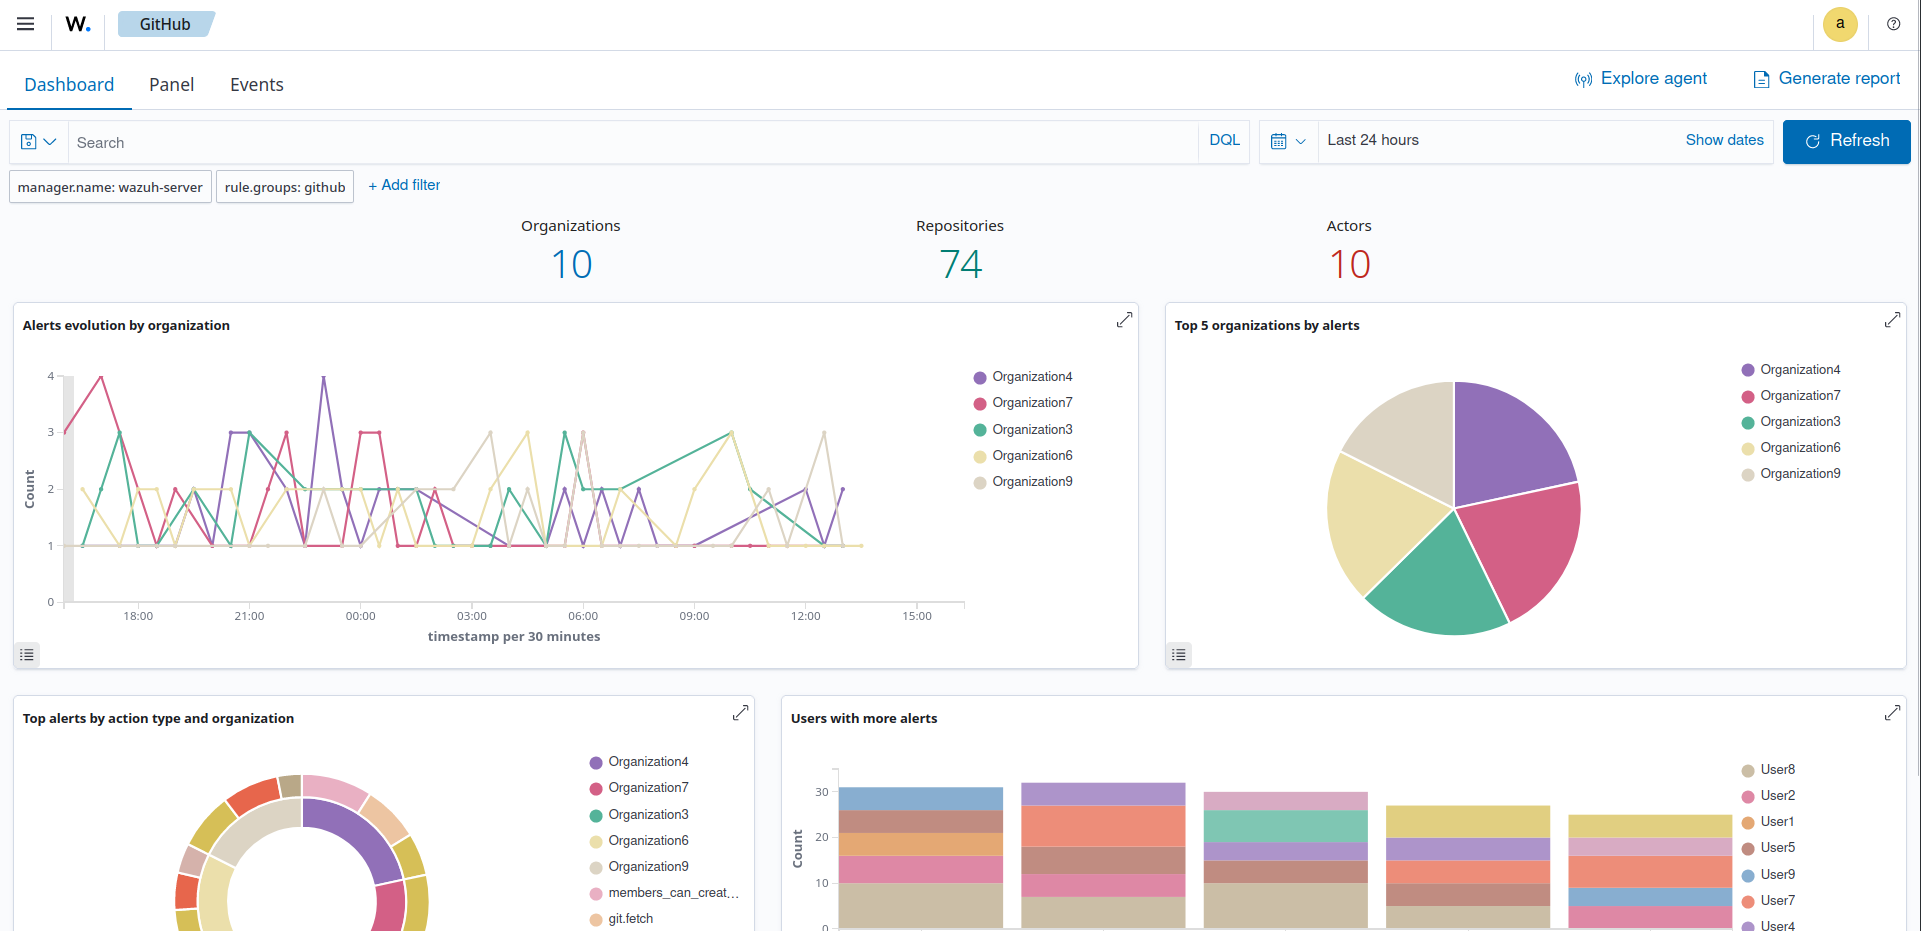 W.
GitHub
a
Dashboard
Panel
Events
Explore agent
Generate report
Search
DQL
Last 24 hours
Show dates
Refresh
manager.name: wazuh-server
rule.groups: github
+ Add filter
Organizations
10
Repositories
74
Actors
10
Alerts evolution by organization
4
3
2
1
0
Count
18:00
21:00
00:00
03:00
06:00
09:00
12:00
15:00
timestamp per 30 minutes
Organization4
Organization7
Organization3
Organization6
Organization9
Top 5 organizations by alerts
Organization4
Organization7
Organization3
Organization6
Organization9
Top alerts by action type and organization
Organization4
Organization7
Organization3
Organization6
Organization9
members_can_creat...
git.fetch
Users with more alerts
30
20
10
0
Count
User8
User2
User1
User5
User9
User7
User4